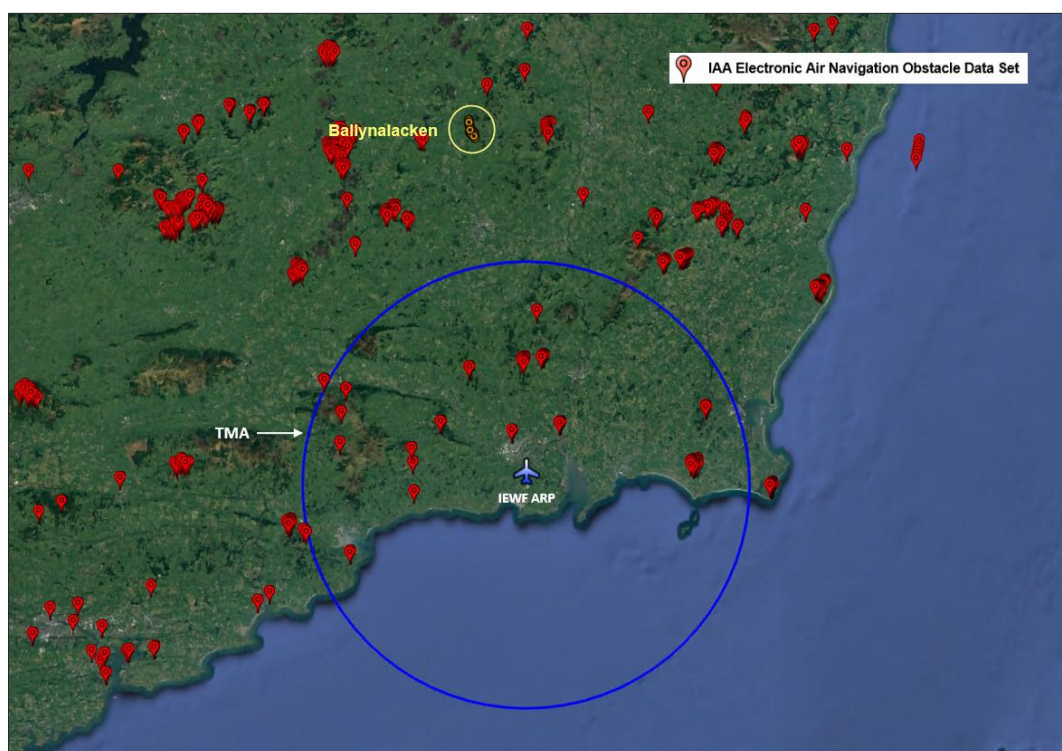 IAA Electronic Air Navigation Obstacle Data Set
Ballynalacken
TMA
IEWF ARP